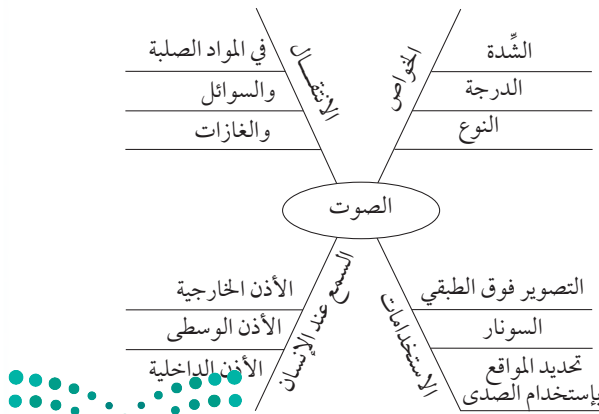 الخواص
الشِّدة
الدرجة
النوع
الانتقال
في المواد الصلبة
والسوائل
والغازات
الصوت
الاستخدامات
التصوير فوق الطبقي
السونار
تحديد المواقع
بإستخدام الصدى
السمع عند الإنسان
الأذن الخارجية
الأذن الوسطى
الأذن الداخلية